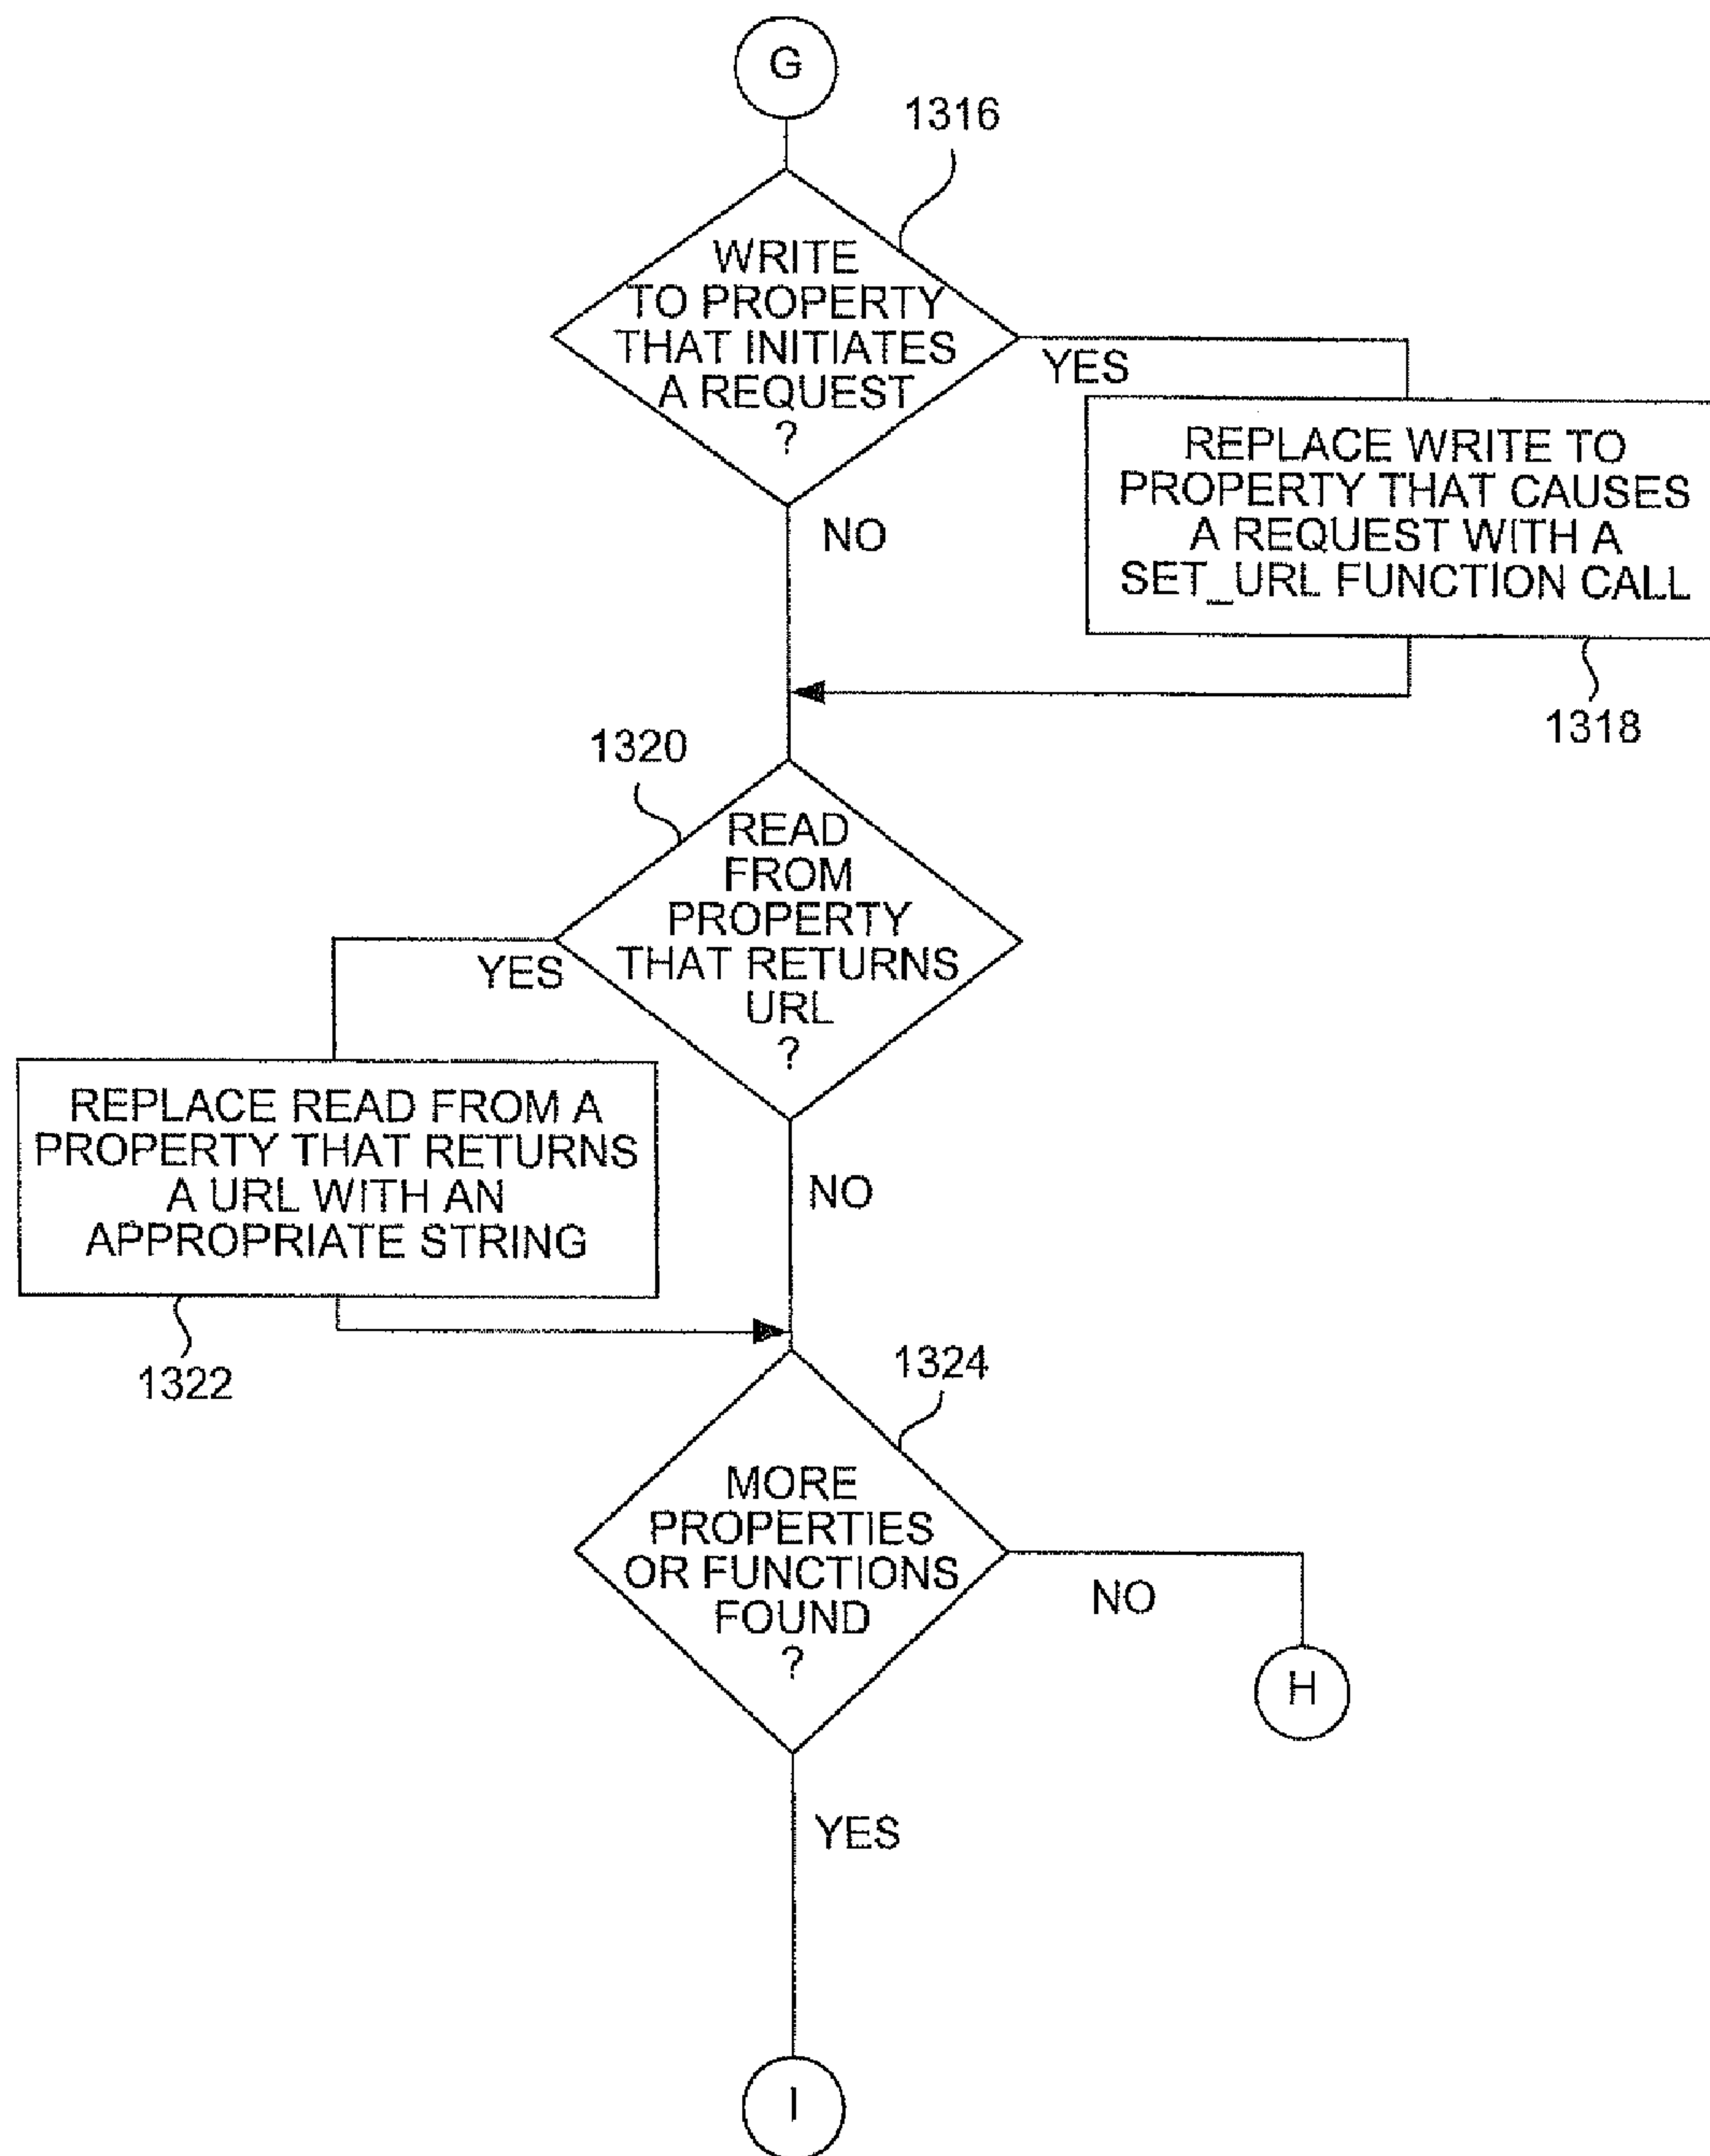 G
1316
WRITE
TO PROPERTY
THAT INITIATES
A REQUEST
?
YES
REPLACE WRITE TO
PROPERTY THAT CAUSES
A REQUEST WITH A
SET_URL FUNCTION CALL
NO
1318
1320
READ
FROM
PROPERTY
THAT RETURNS
URL
?
YES
REPLACE READ FROM A
PROPERTY THAT RETURNS
A URL WITH AN
APPROPRIATE STRING
NO
1322
1324
MORE
PROPERTIES
OR FUNCTIONS
FOUND
?
NO
H
YES
I